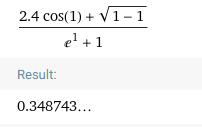 2.4 cos(1) + √(1 − 1)
e^1 + 1
Result:
0.348743…